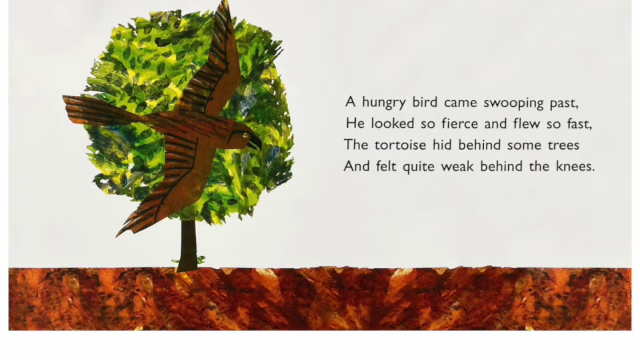 A hungry bird came swooping past,
He looked so fierce and flew so fast,
The tortoise hid behind some trees
And felt quite weak behind the knees.